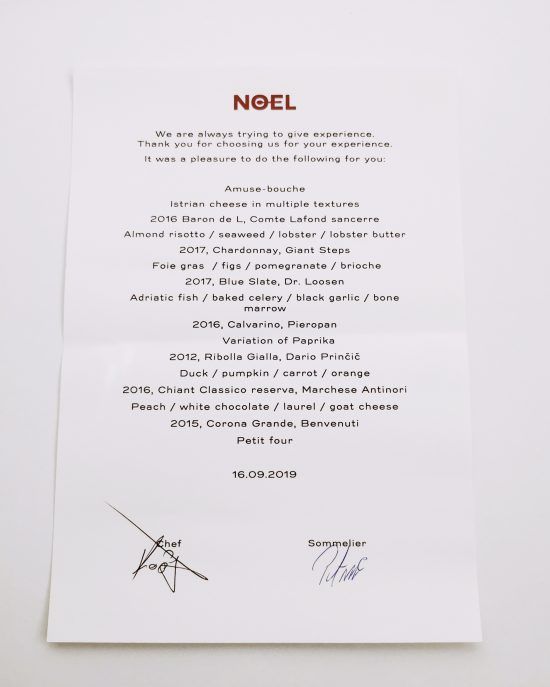 NOEL
We are always trying to give experience.
Thank you for choosing us for your experience.
It was a pleasure to do the following for you:
Amuse-bouche
Istrian cheese in multiple textures
2016 Baron de L, Comte Lafond sancerre
Almond risotto / seaweed / lobster / lobster butter
2017, Chardonnay, Giant Steps
Foie gras / figs / pomegranate / brioche
2017, Blue Slate, Dr. Loosen
Adriatic fish / baked celery / black garlic / bone
marrow
2016, Calvarino, Pieropan
Variation of Paprika
2012, Ribolla Gialla, Dario Prinčič
Duck / pumpkin / carrot / orange
2016, Chiant Classico reserva, Marchese Antinori
Peach / white chocolate / laurel / goat cheese
2015, Corona Grande, Benvenuti
Petit four
16.09.2019
Chef
Sommelier